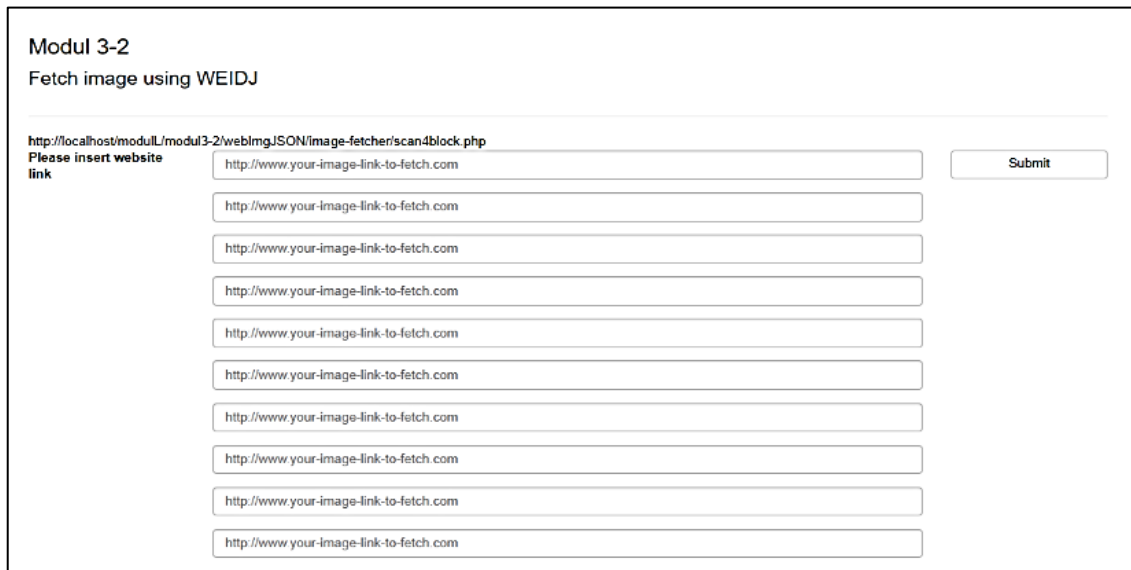 Modul 3-2
Fetch image using WEIDJ
http://localhost/modulL/modul3-2/webImgJSON/image-fetcher/scan4block.php
Please insert website
link
http://www.your-image-link-to-fetch.com
Submit
http://www.your-image-link-to-fetch.com
http://www.your-image-link-to-fetch.com
http://www.your-image-link-to-fetch.com
http://www.your-image-link-to-fetch.com
http://www.your-image-link-to-fetch.com
http://www.your-image-link-to-fetch.com
http://www.your-image-link-to-fetch.com
http://www.your-image-link-to-fetch.com
http://www.your-image-link-to-fetch.com